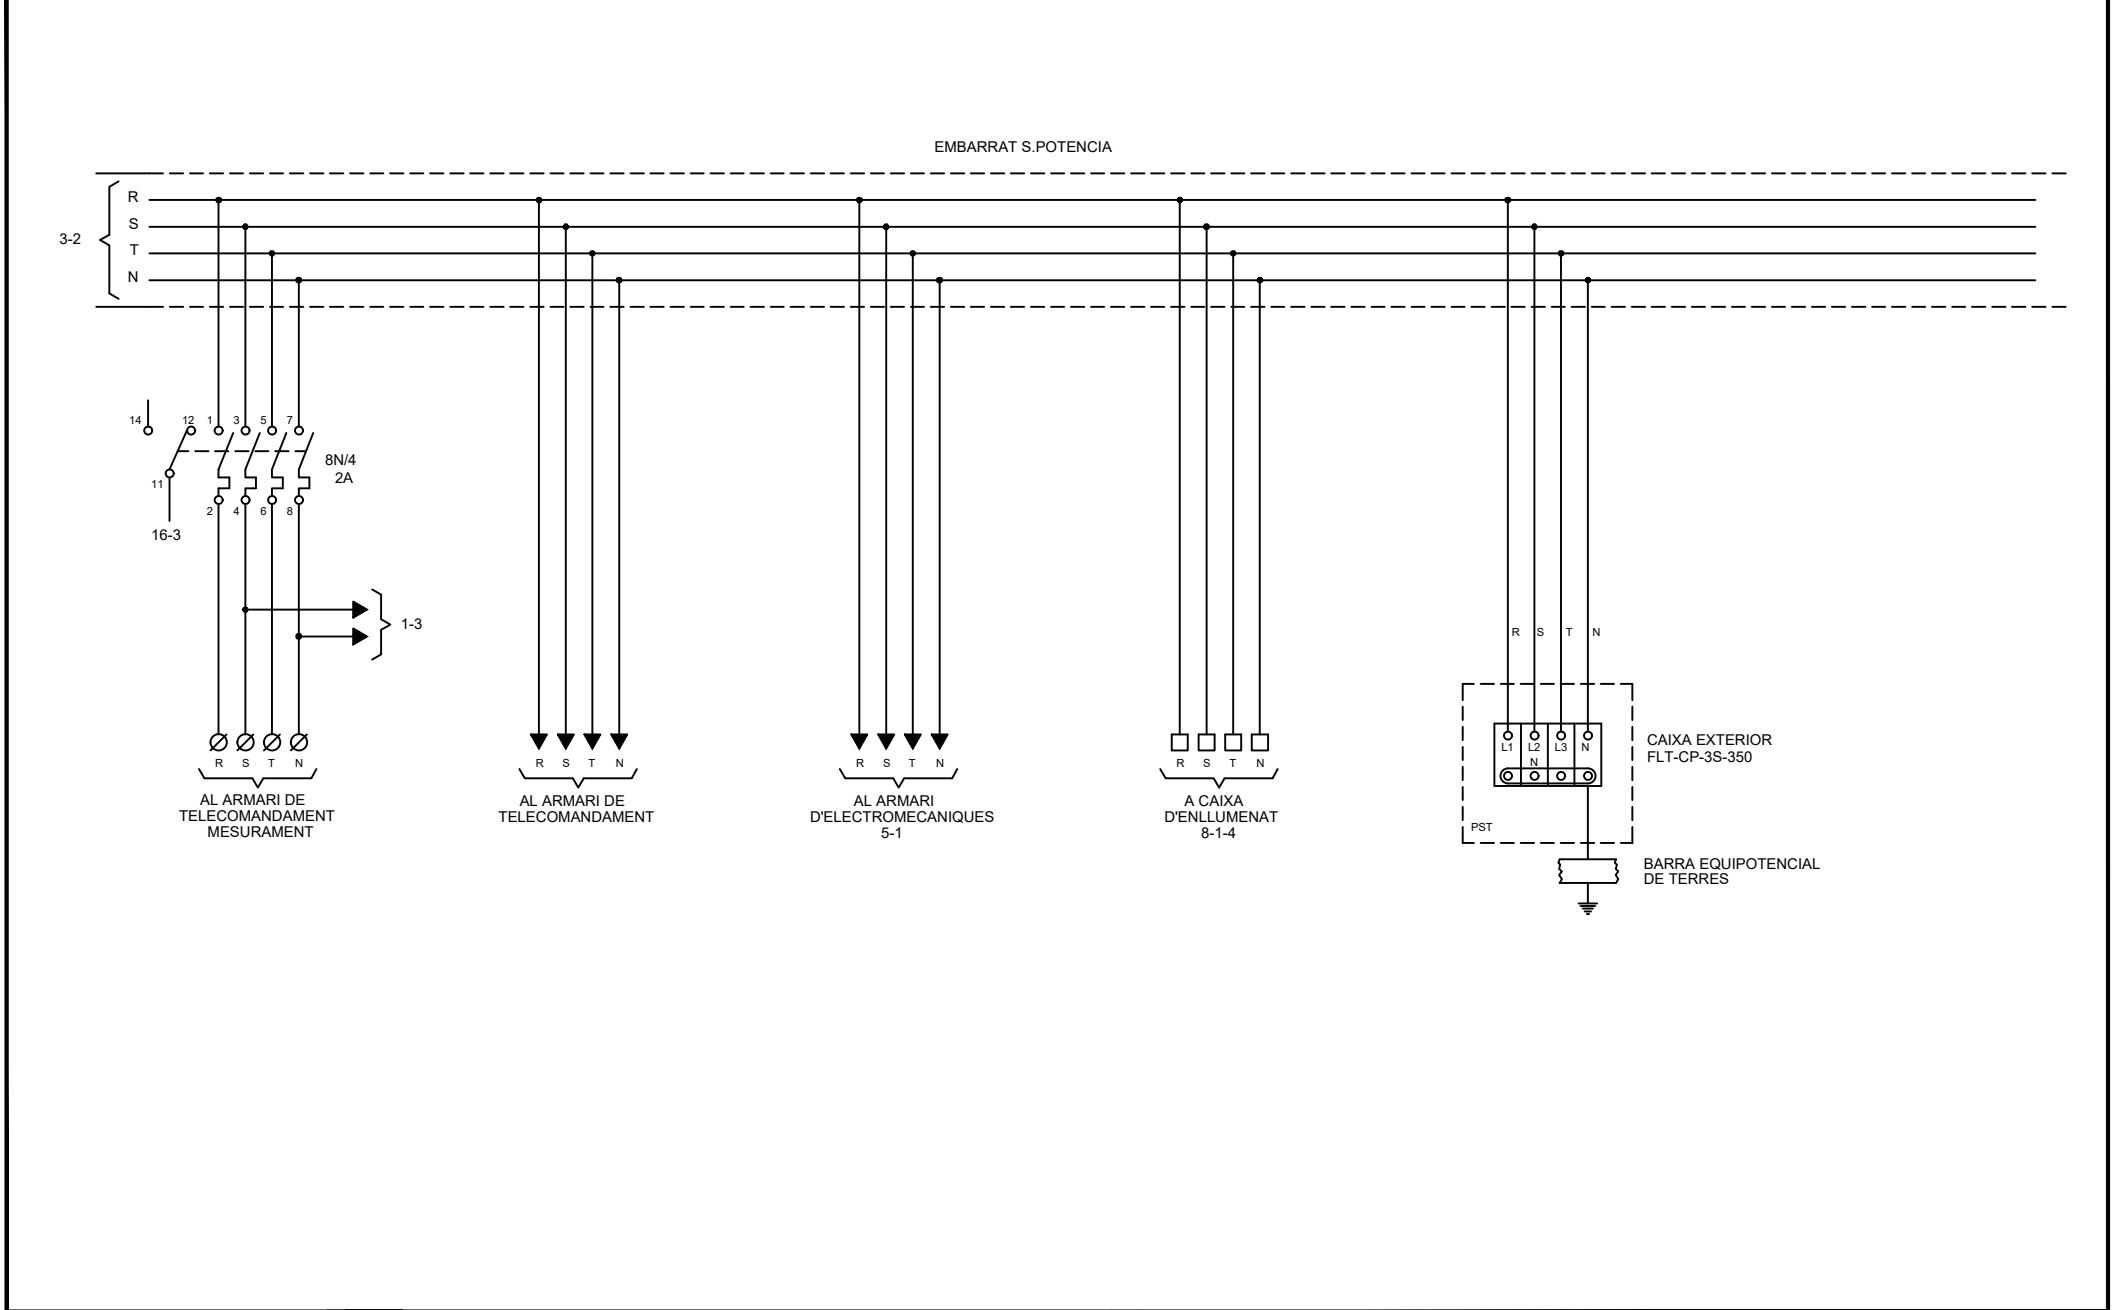 EMBARRAT S.POTENCIA
R
S
3-2
T
N
14
12
1
3
5
7
8N/4
2A
11
2
4
6
8
16-3
1-3
R S T N
R S T N
AL ARMARI DE
TELECOMANDAMENT
MESURAMENT
R S T N
AL ARMARI DE
TELECOMANDAMENT
R S T N
AL ARMARI
D'ELECTROMECANIQUES
5-1
R S T N
A CAIXA
D'ENLLUMENAT
8-1-4
L1 L2 L3 N
N
PST
CAIXA EXTERIOR
FLT-CP-3S-350
BARRA EQUIPOTENCIAL
DE TERRES